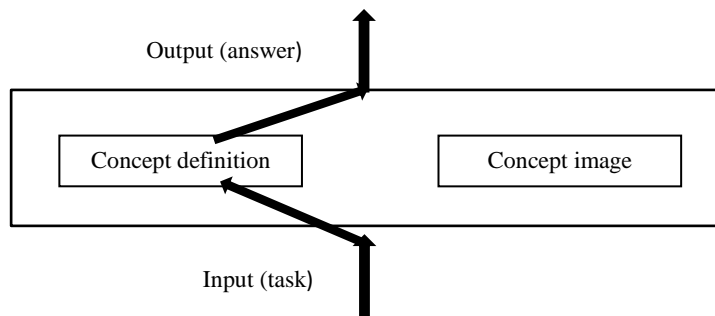 Output (answer)
Concept definition
Concept image
Input (task)